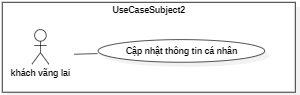 UseCaseSubject2
Cập nhật thông tin cá nhân
khách vãng lai